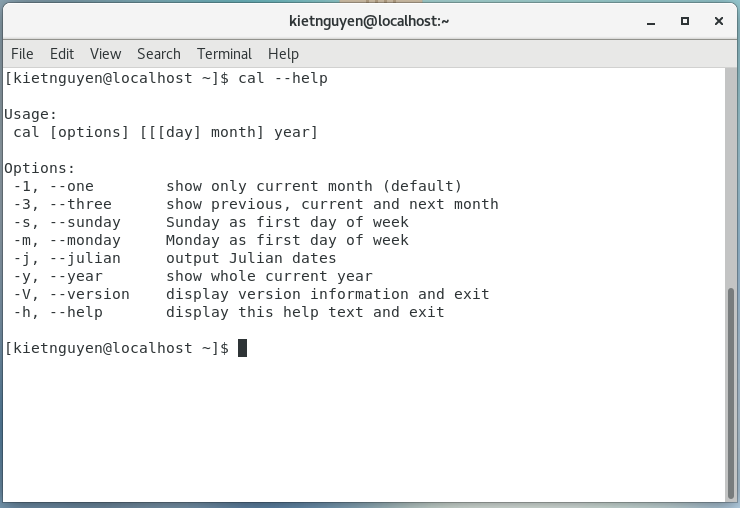 kietnguyen@localhost:~
File Edit View Search Terminal Help
[kietnguyen@localhost ~]$ cal --help
Usage:
 cal [options] [[[day] month] year]
Options:
 -1, --one        show only current month (default)
 -3, --three      show previous, current and next month
 -s, --sunday     Sunday as first day of week
 -m, --monday     Monday as first day of week
 -j, --julian     output Julian dates
 -y, --year       show whole current year
 -V, --version    display version information and exit
 -h, --help       display this help text and exit
[kietnguyen@localhost ~]$